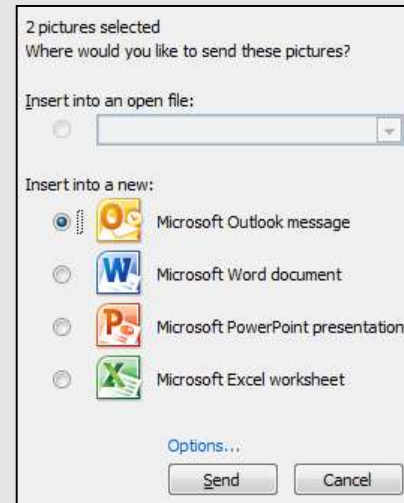 2 pictures selected
Where would you like to send these pictures?
Insert into an open file:
Insert into a new:
Microsoft Outlook message
Microsoft Word document
Microsoft PowerPoint presentation
Microsoft Excel worksheet
Options...
Send Cancel